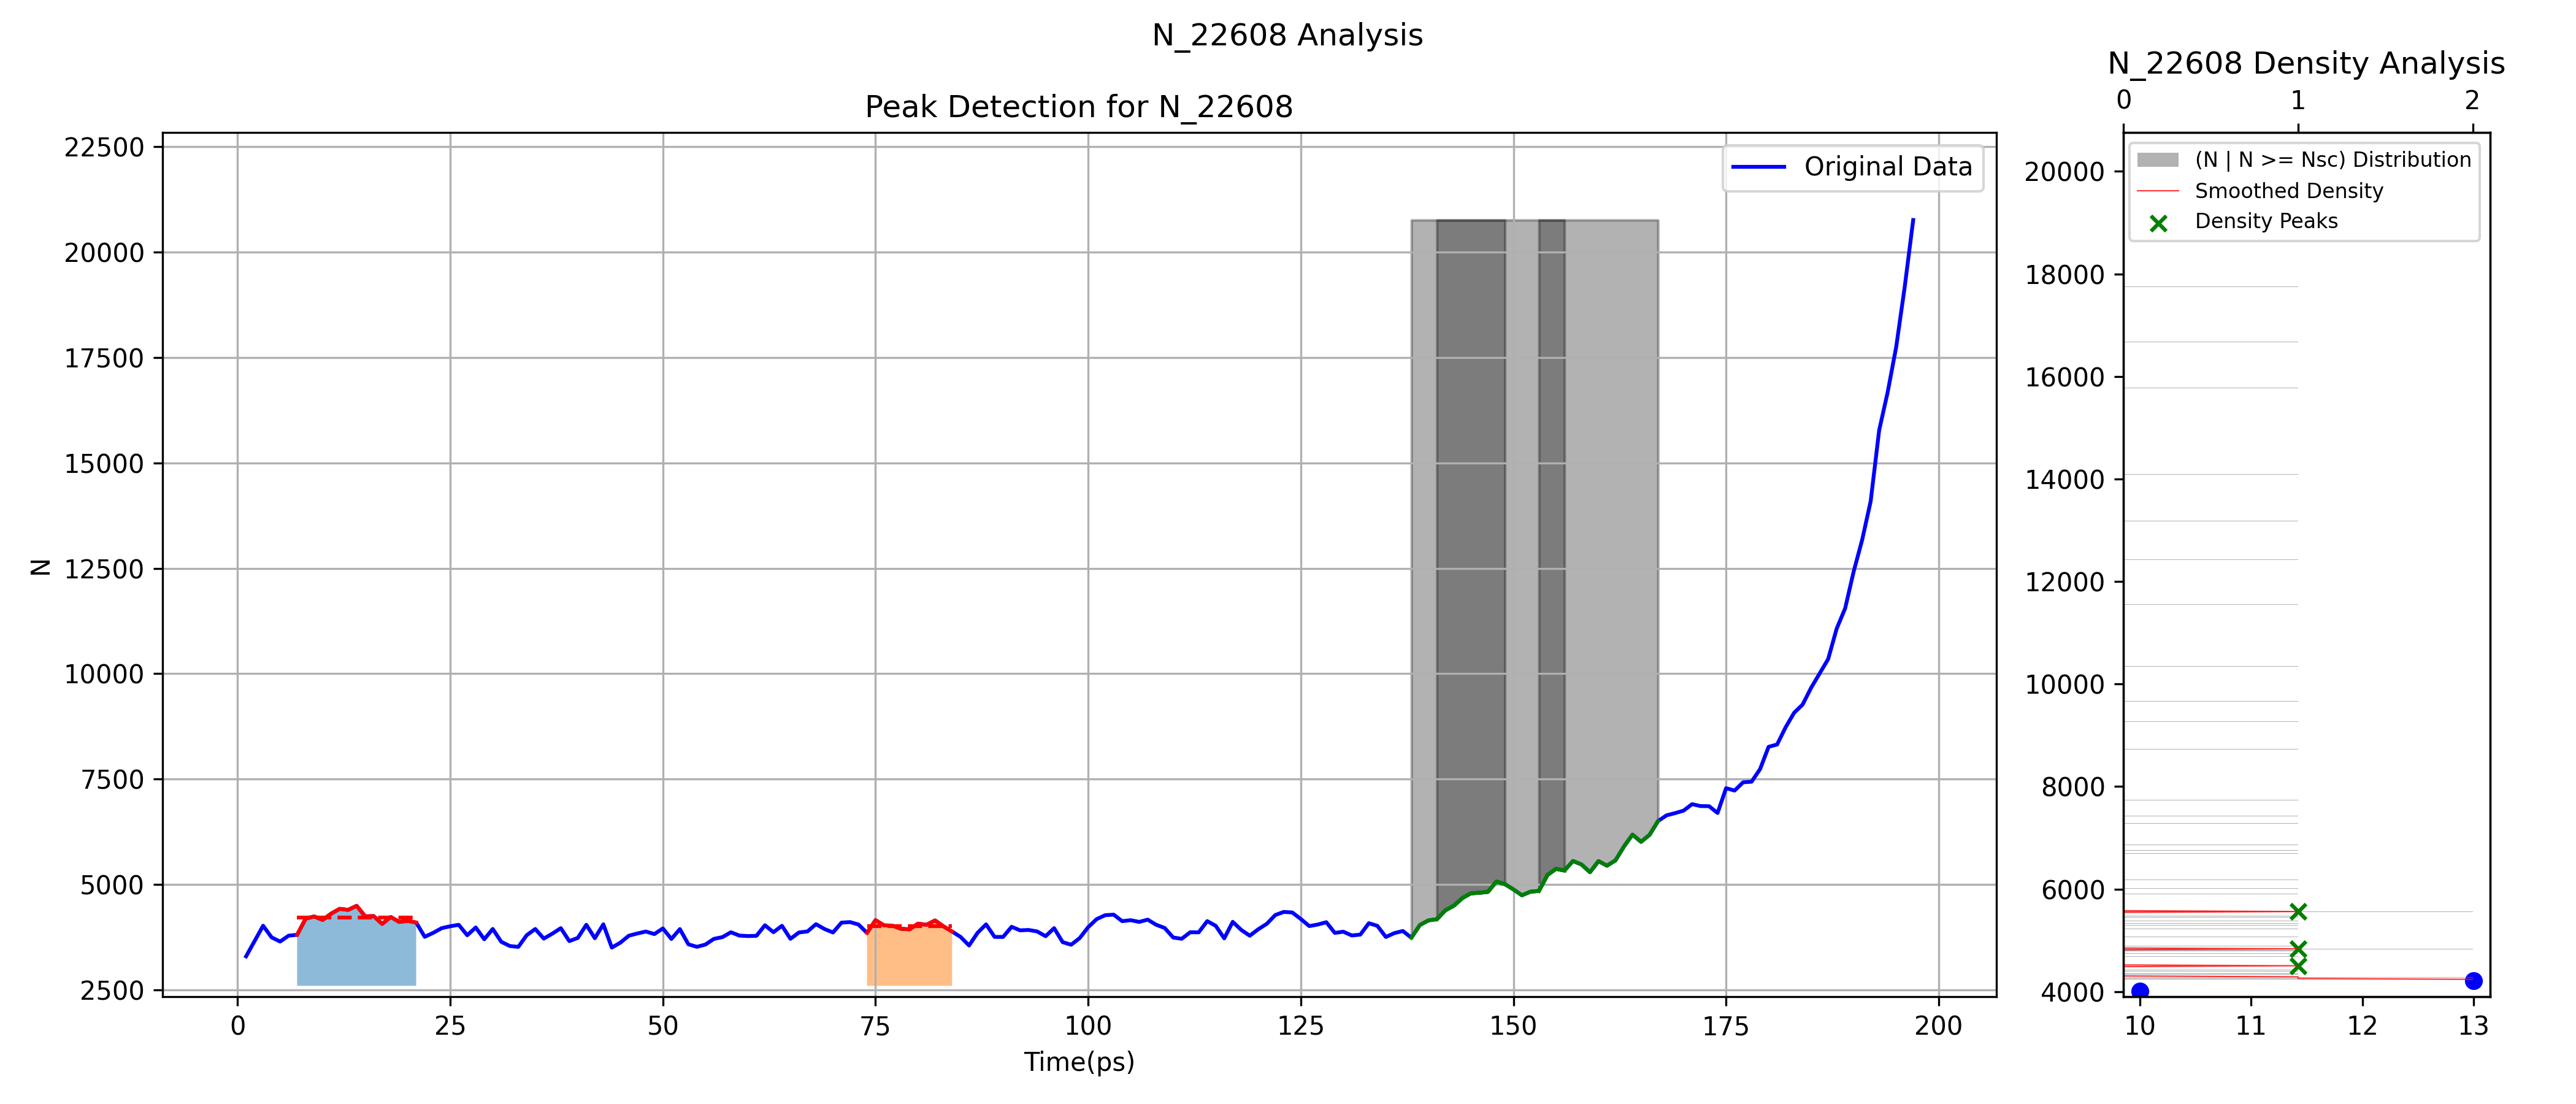 N_22608 Analysis
Peak Detection for N_22608
22500
20000
17500
15000
12500
10000
7500
5000
2500
N
0 25 50 75 100 125 150 175 200
Time(ps)
Original Data
N_22608 Density Analysis
0 1 2
(N | N >= Nsc) Distribution
Smoothed Density
Density Peaks
20000
18000
16000
14000
12000
10000
8000
6000
4000
10 11 12 13